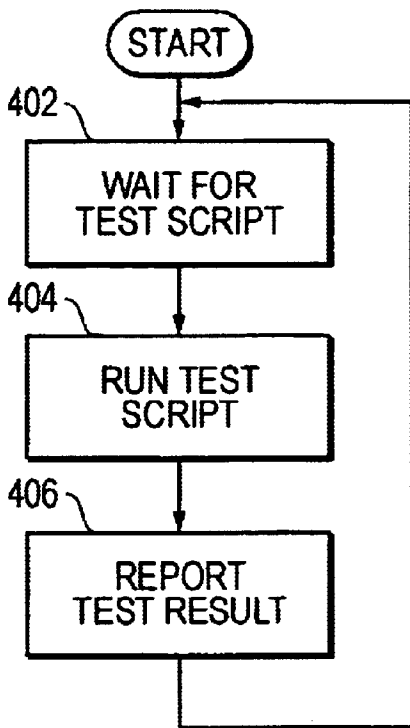 START
402
WAIT FOR
TEST SCRIPT
404
RUN TEST
SCRIPT
406
REPORT
TEST RESULT